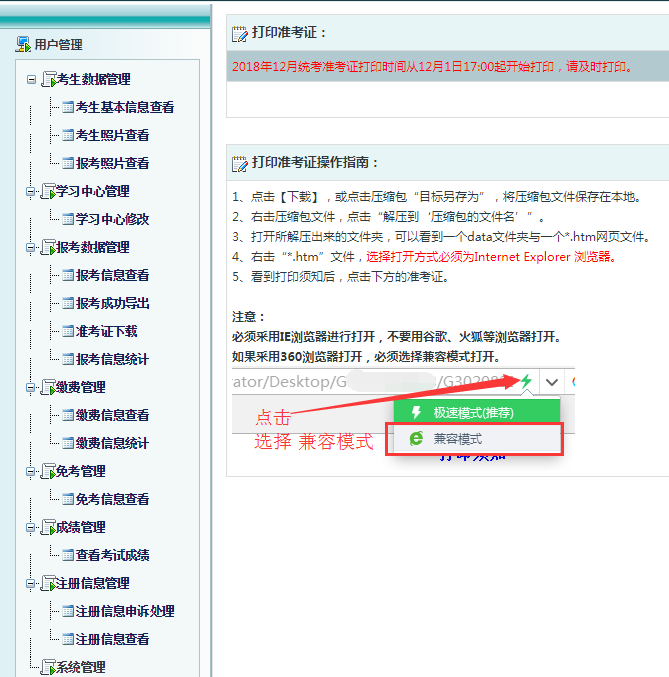 用户管理
考生数据管理
考生基本信息查看
考生照片查看
报考照片查看
学习中心管理
学习中心修改
报考数据管理
报考信息查看
报考成功导出
准考证下载
报考信息统计
缴费管理
缴费信息查看
缴费信息统计
免考管理
免考信息查看
成绩管理
查看考试成绩
注册信息管理
注册信息申诉处理
注册信息查看
系统管理
打印准考证：
2018年12月统考准考证打印时间从12月1日17:00起开始打印，请及时打印。
打印准考证操作指南：
1、点击【下载】，或点击压缩包“目标另存为”，将压缩包文件保存在本地。
2、右击压缩包文件，点击“解压到‘压缩包的文件名’”。
3、打开所解压出来的文件夹，可以看到一个data文件夹与一个*.htm网页文件。
4、右击“*.htm”文件，选择打开方式必须为Internet Explorer 浏览器。
5、看到打印须知后，点击下方的准考证。
注意：
必须采用IE浏览器进行打开，不要用谷歌、火狐等浏览器打开。
如果采用360浏览器打开，必须选择兼容模式打开。
ator/Desktop/G
点击
极速模式(推荐)
选择 兼容模式
兼容模式
打印须知